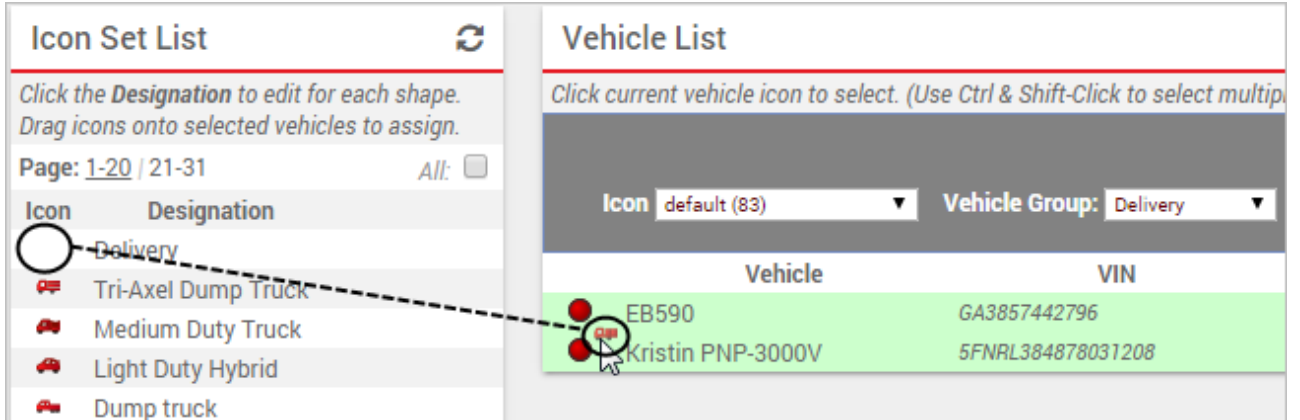 Icon Set List
Click the Designation to edit for each shape.
Drag icons onto selected vehicles to assign.
Page: 1-20 / 21-31 All:
Icon Designation
Delivery
Tri-Axel Dump Truck
Medium Duty Truck
Light Duty Hybrid
Dump truck
Vehicle List
Click current vehicle icon to select. (Use Ctrl & Shift-Click to select
Icon default (83) Vehicle Group: Delivery
Vehicle VIN
EB590 GA3857442796
Kristin PNP-3000V 5FNRL384878031208